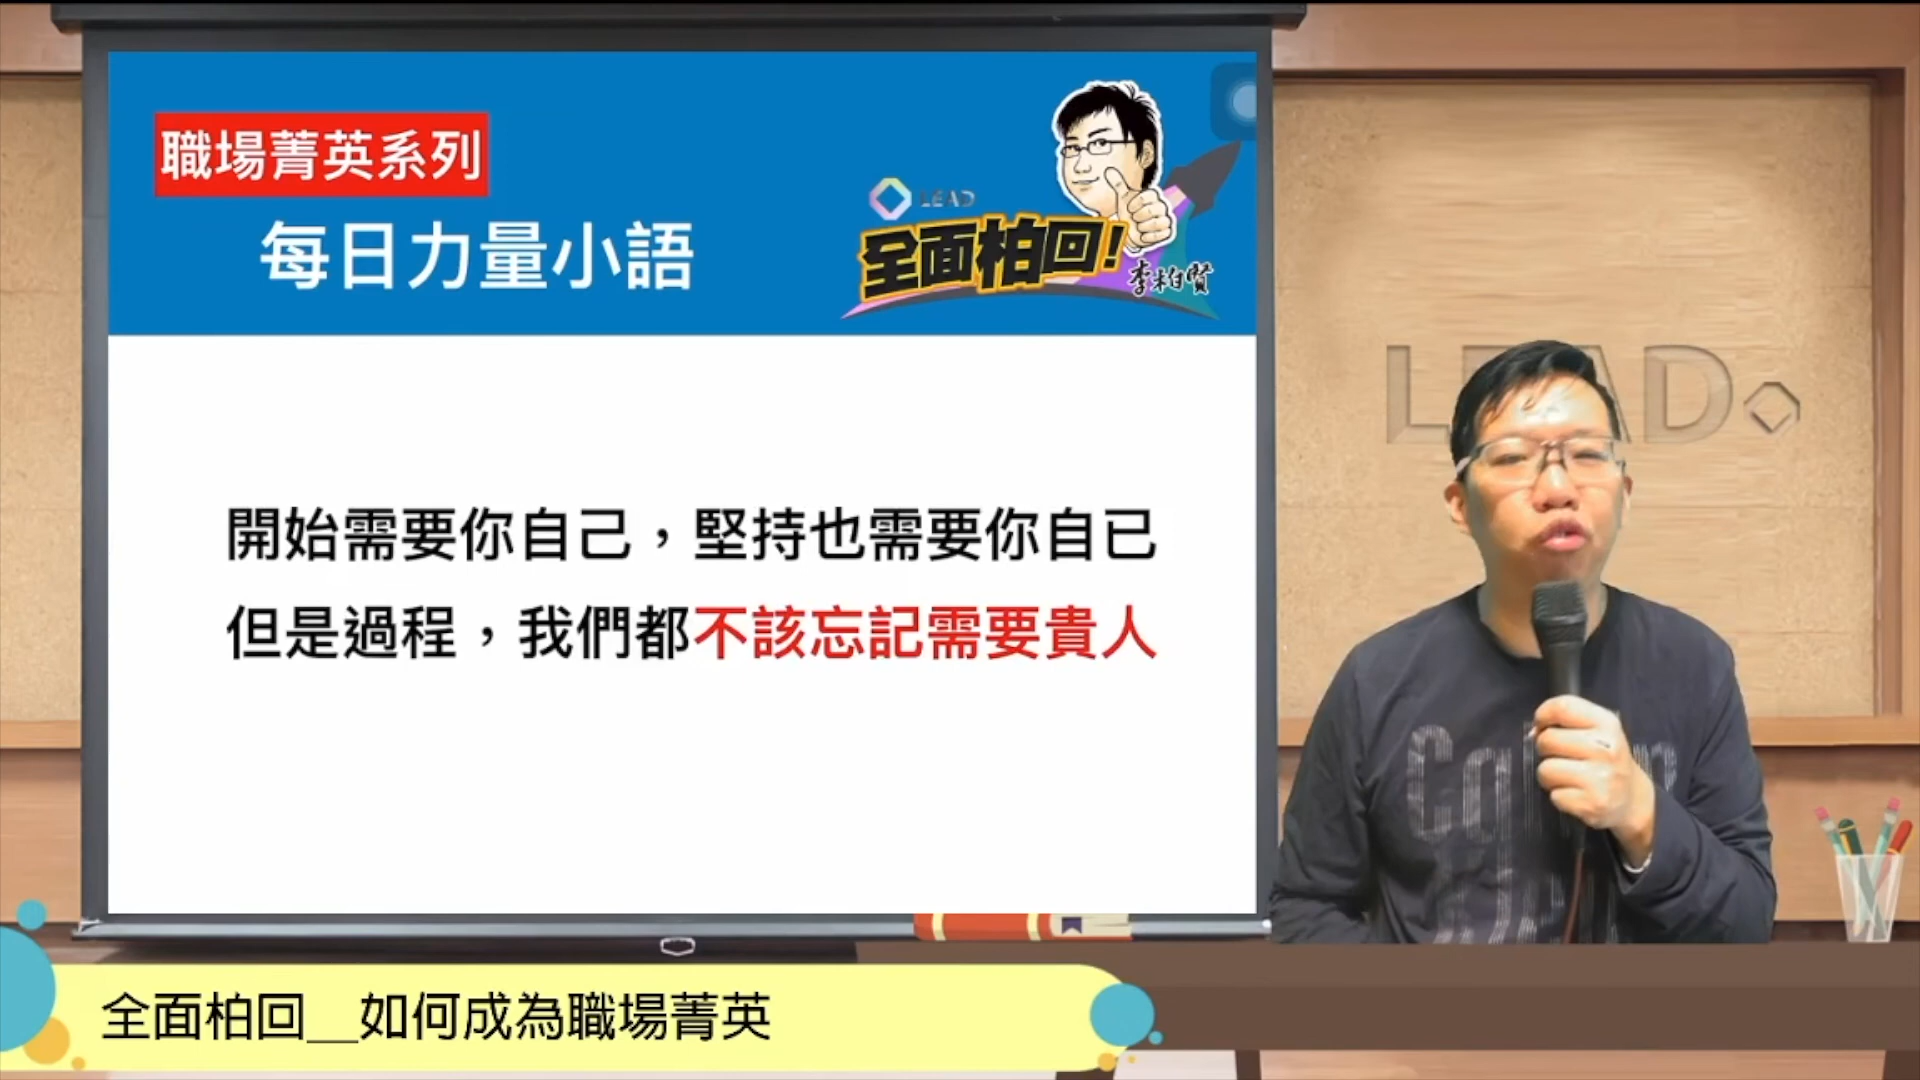 職場菁英系列
每日力量小語
LEAD
全面柏回!
李柏賢
開始需要你自己，堅持也需要你自已
但是過程，我們都不該忘記需要貴人
LEAD
全面柏回__如何成為職場菁英